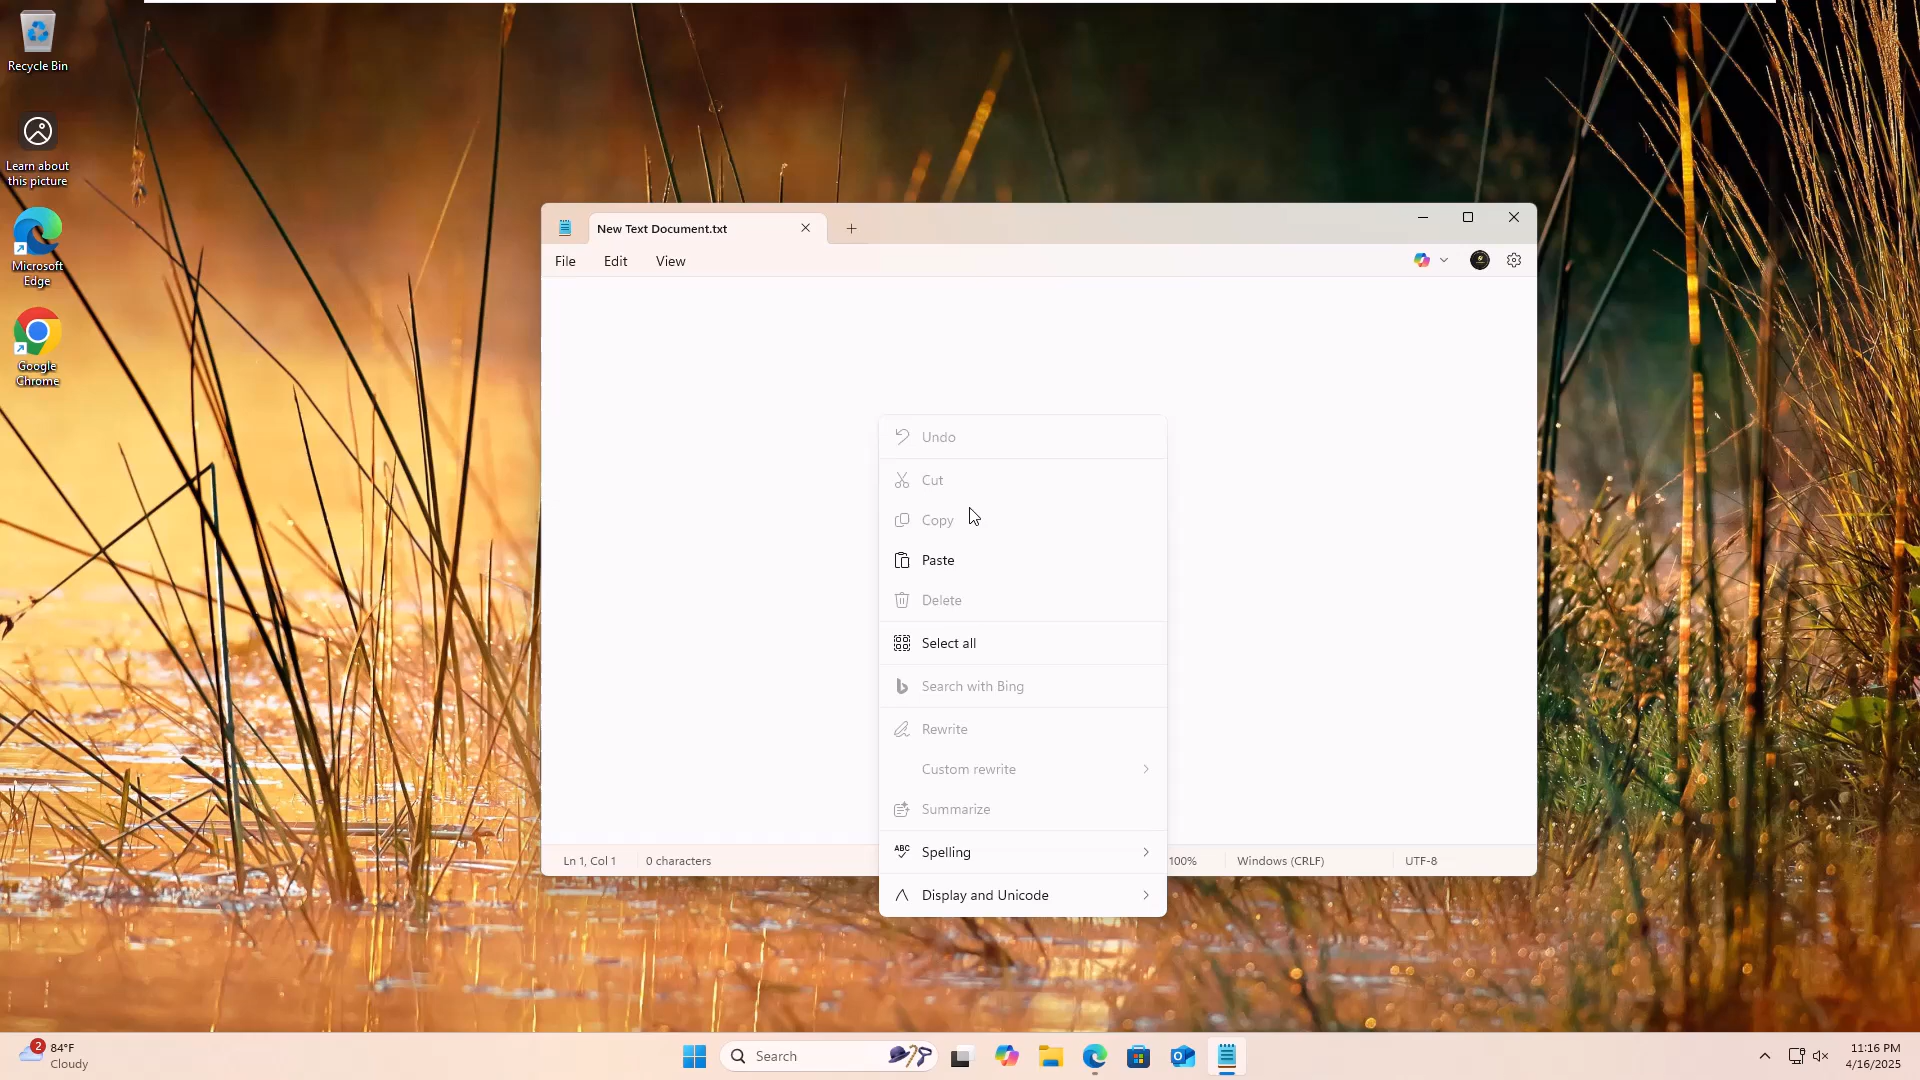 Recycle Bin
Learn about
this picture
Microsoft
Edge
Google
Chrome
New Text Document.txt
File Edit View
Undo
Cut
Copy
Paste
Delete
Select all
Search with Bing
Rewrite
Custom rewrite
Summarize
ABC
Spelling
Display and Unicode
Ln 1, Col 1
0 characters
100%
Windows (CRLF)
UTF-8
2
84°F
Cloudy
Search
11:16 PM
4/16/2025